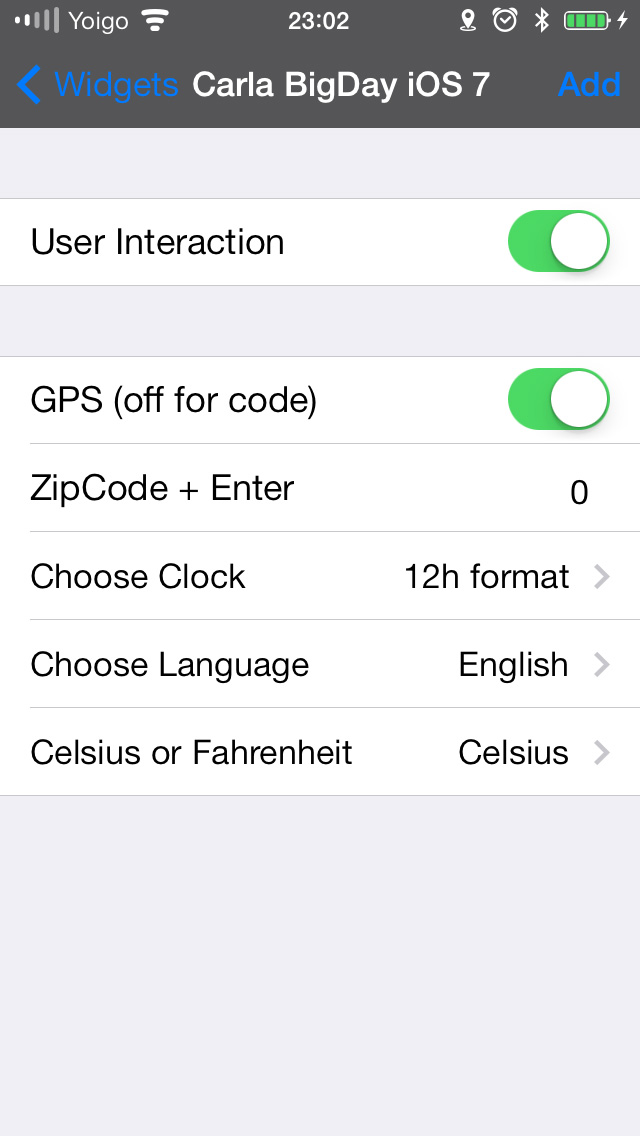 Yoigo 23:02
Widgets Carla BigDay iOS 7 Add
User Interaction
GPS (off for code)
ZipCode + Enter 0
Choose Clock 12h format
Choose Language English
Celsius or Fahrenheit Celsius